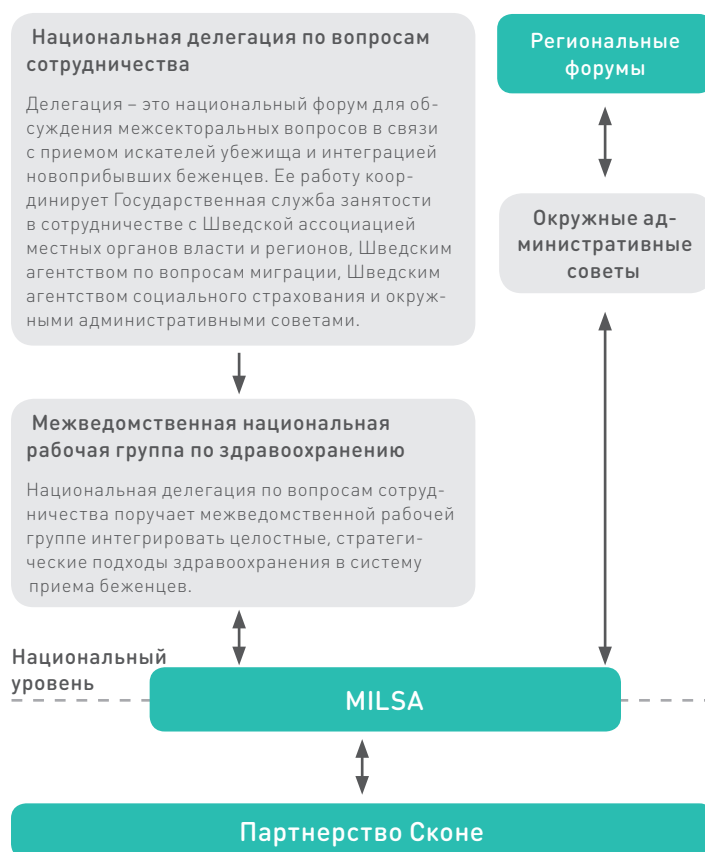 Национальная делегация по вопросам
сотрудничества
Делегация – это национальный форум для об-
суждения межсекторальных вопросов в связи
с приемом искателей убежища и интеграцией
новоприбывших беженцев. Ее работу коор-
динирует Государственная служба занятости
в сотрудничестве с Шведской ассоциацией
местных органов власти и регионов, Шведским
агентством по вопросам миграции, Шведским
агентством социального страхования и окруж-
ными административными советами.
Региональные
форумы
Окружные ад-
министративные
советы
Межведомственная национальная
рабочая группа по здравоохранению
Национальная делегация по вопросам сотруд-
ничества поручает межведомственной рабочей
группе интегрировать целостные, стратеги-
ческие подходы здравоохранения в систему
приема беженцев.
Национальный
уровень
MILSA
Партнерство Сконе